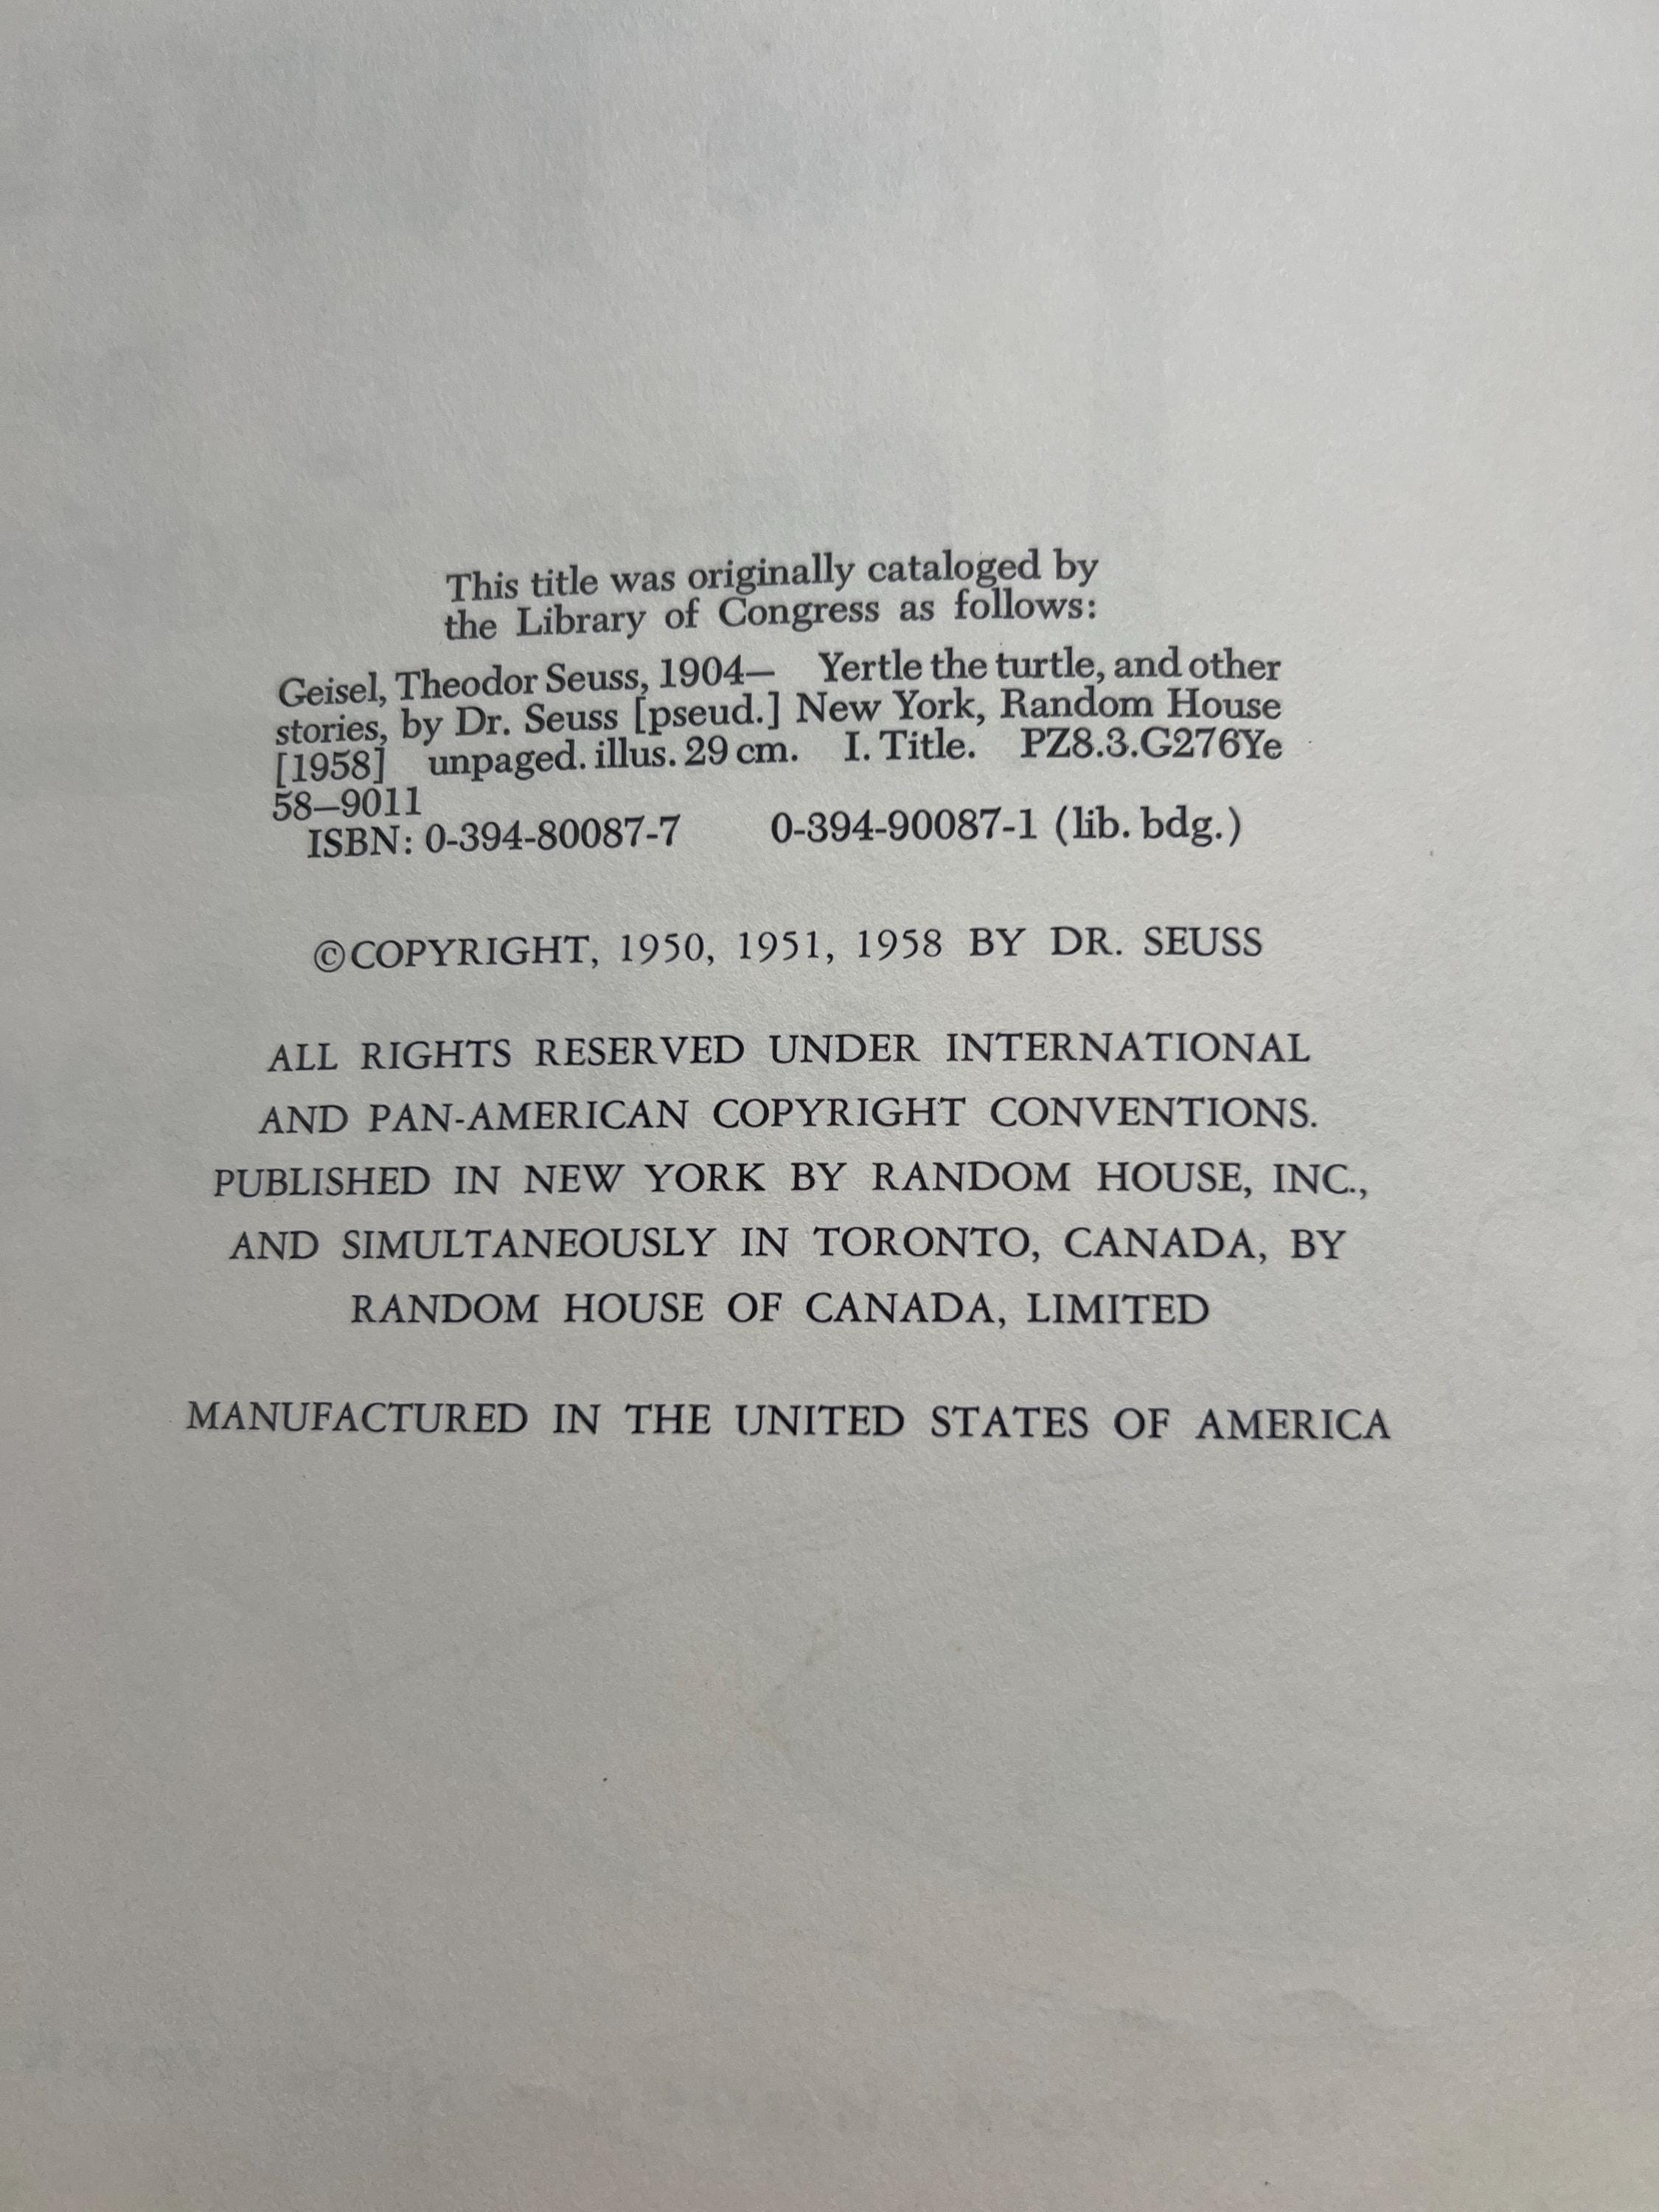 This title was originally cataloged by
the Library of Congress as follows:
Geisel, Theodor Seuss, 1904— Yertle the turtle, and other
stories, by Dr. Seuss [pseud.] New York, Random House
[1958] unpaged. illus. 29 cm. I. Title. PZ8.3.G276Ye
58—9011
ISBN: 0-394-80087-7 0-394-90087-1 (lib. bdg.)
©COPYRIGHT, 1950, 1951, 1958 BY DR. SEUSS
ALL RIGHTS RESERVED UNDER INTERNATIONAL
AND PAN-AMERICAN COPYRIGHT CONVENTIONS.
PUBLISHED IN NEW YORK BY RANDOM HOUSE, INC.,
AND SIMULTANEOUSLY IN TORONTO, CANADA, BY
RANDOM HOUSE OF CANADA, LIMITED
MANUFACTURED IN THE UNITED STATES OF AMERICA